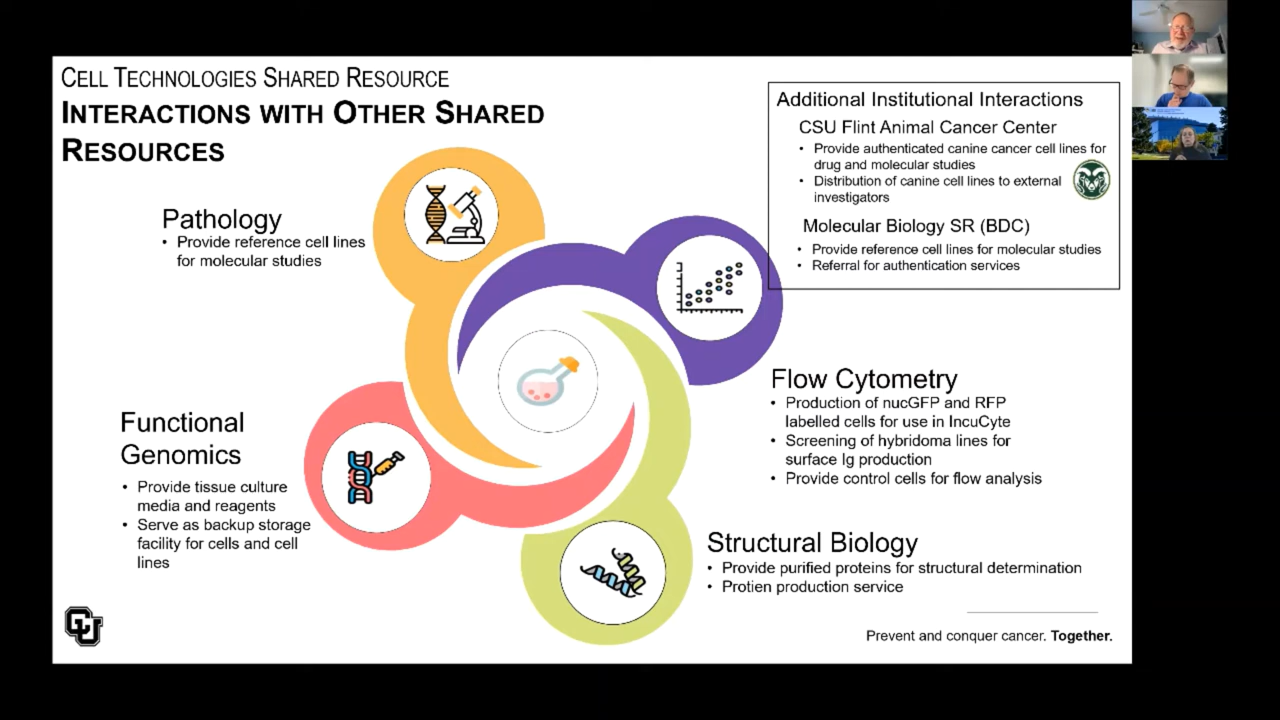 CELL TECHNOLOGIES SHARED RESOURCE
INTERACTIONS WITH OTHER SHARED
RESOURCES
Pathology
• Provide reference cell lines
for molecular studies
Functional
Genomics
• Provide tissue culture
media and reagents
• Serve as backup storage
facility for cells and cell
lines
Additional Institutional Interactions
CSU Flint Animal Cancer Center
• Provide authenticated canine cancer cell lines for
drug and molecular studies
• Distribution of canine cell lines to external
investigators
Molecular Biology SR (BDC)
• Provide reference cell lines for molecular studies
• Referral for authentication services
Flow Cytometry
• Production of nucGFP and RFP
labelled cells for use in IncuCyte
• Screening of hybridoma lines for
surface Ig production
• Provide control cells for flow analysis
Structural Biology
• Provide purified proteins for structural determination
• Protien production service
CU
Prevent and conquer cancer. Together.